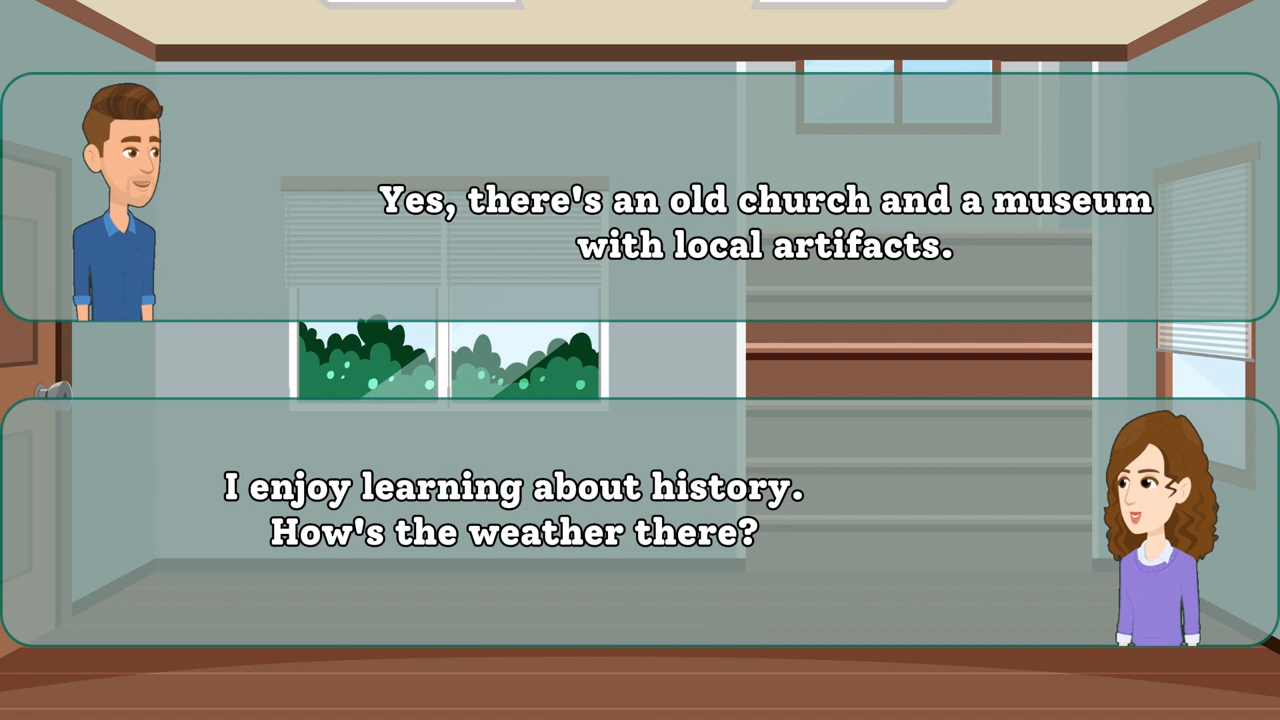 Yes, there's an old church and a museum
with local artifacts.
I enjoy learning about history.
How's the weather there?